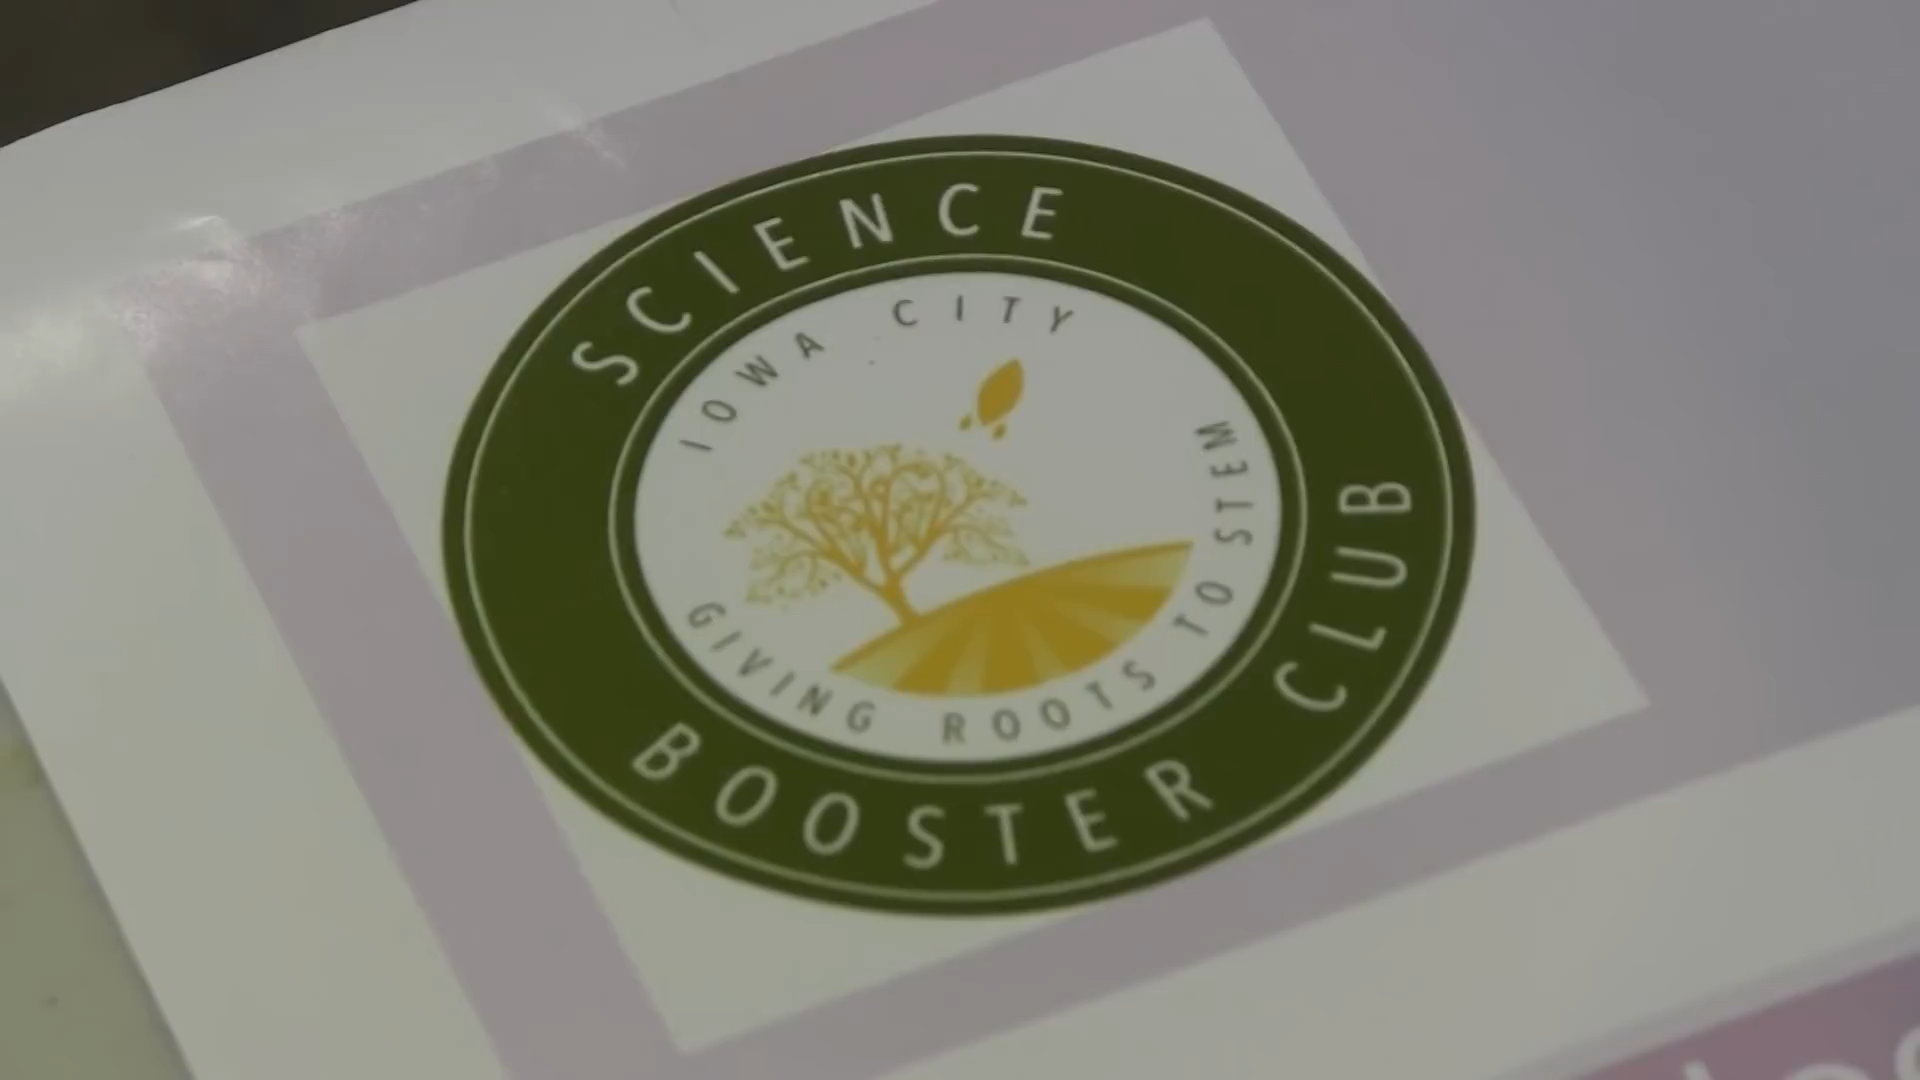 SCIENCE
BOOSTER CLUB
IOWA CITY
GIVING ROOTS TO STEM